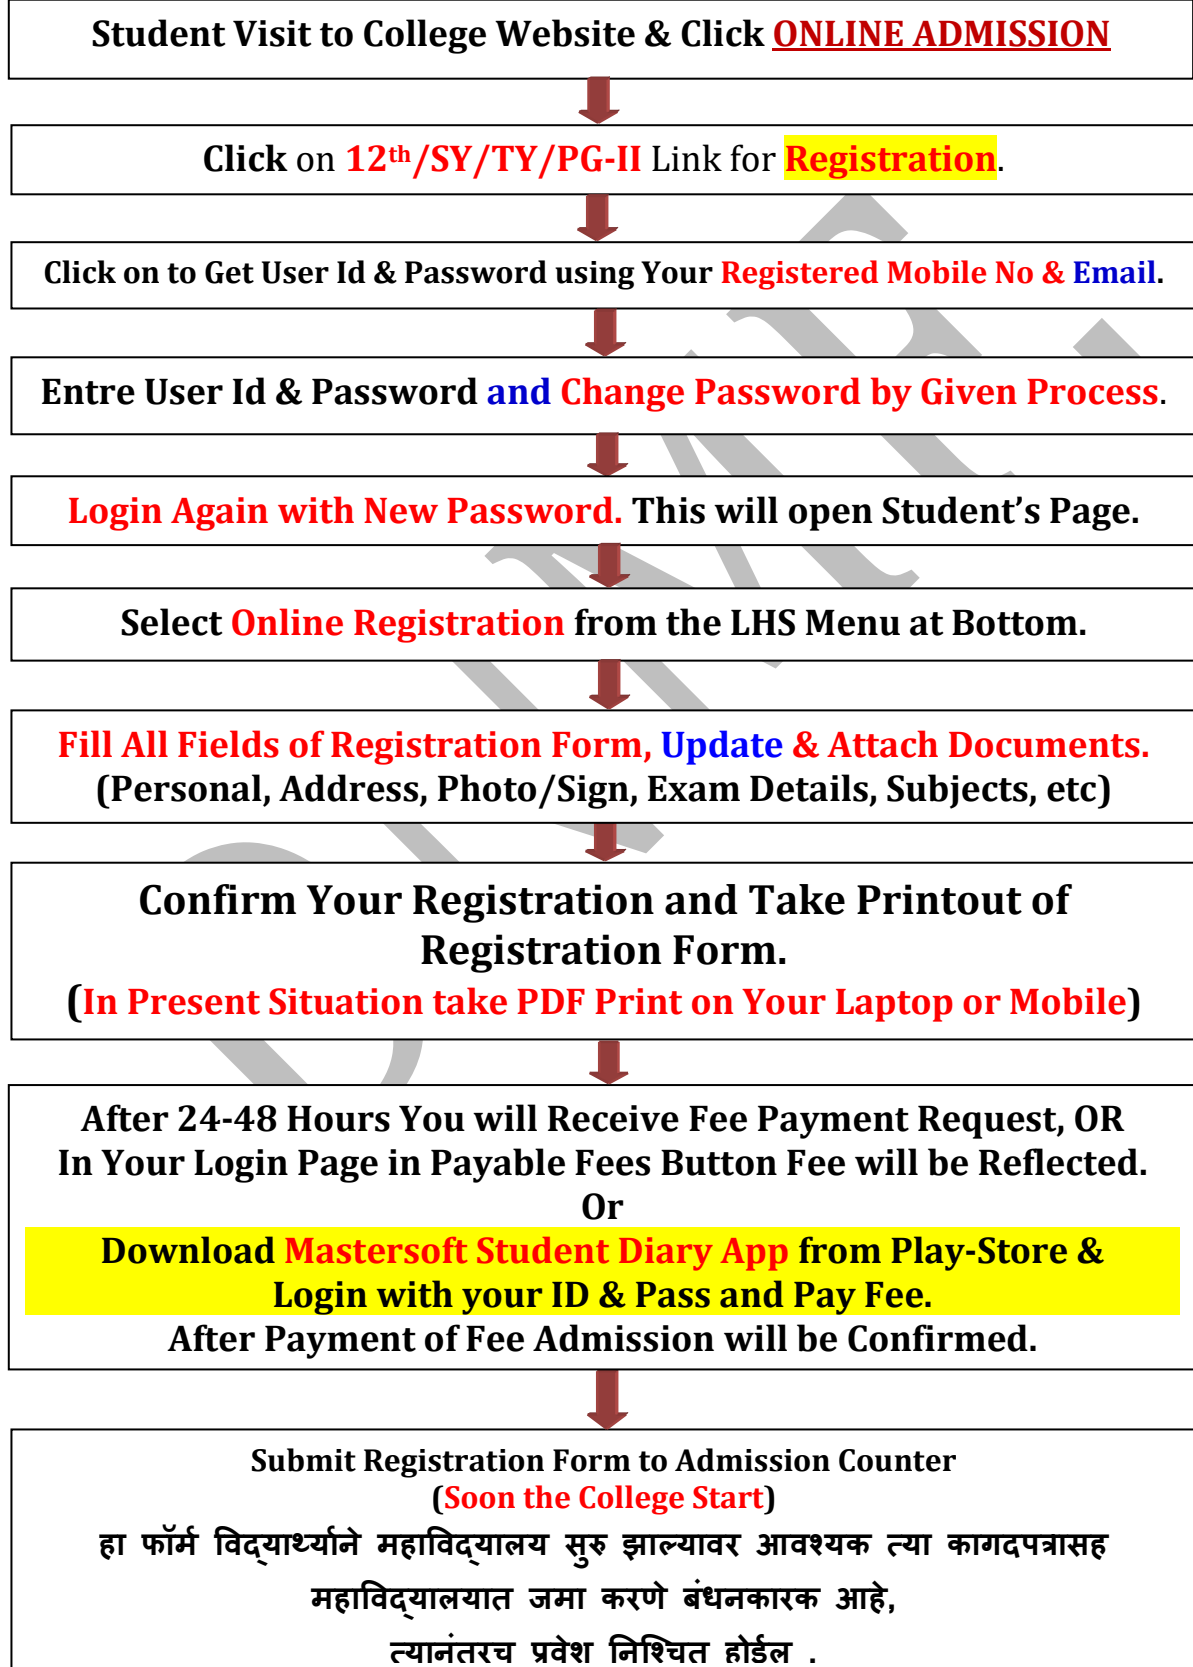 Student Visit to College Website & Click ONLINE ADMISSION
Click on 12th/SY/TY/PG-II Link for Registration.
Click on to Get User Id & Password using Your Registered Mobile No & Email.
Entre User Id & Password and Change Password by Given Process.
Login Again with New Password. This will open Student’s Page.
Select Online Registration from the LHS Menu at Bottom.
Fill All Fields of Registration Form, Update & Attach Documents.
(Personal, Address, Photo/Sign, Exam Details, Subjects, etc)
Confirm Your Registration and Take Printout of
Registration Form.
(In Present Situation take PDF Print on Your Laptop or Mobile)
After 24-48 Hours You will Receive Fee Payment Request, OR
In Your Login Page in Payable Fees Button Fee will be Reflected.
Or
Download Mastersoft Student Diary App from Play-Store &
Login with your ID & Pass and Pay Fee.
After Payment of Fee Admission will be Confirmed.
Submit Registration Form to Admission Counter
(Soon the College Start)
हा फॉर्म विद्यार्थ्याने महाविद्यालय सुरु झाल्यावर आवश्यक त्या कागदपत्रासह
महाविद्यालयात जमा करणे बंधनकारक आहे,
त्यानंतरच प्रवेश निश्चित होईल .